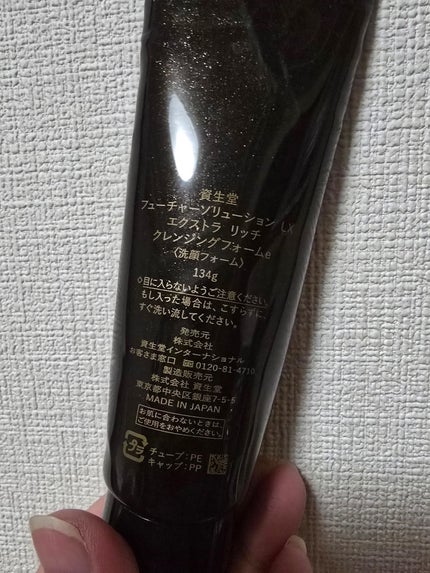 資生堂
フューチャーソリューション LX
エクストラ リッチ
クレンジングフォームe
〈洗顔フォーム〉
134g
○目に入らないようご注意ください。
もし入った場合は、こすらずに、
すぐ洗い流してください。
発売元
株式会社
資生堂インターナショナル
お客さま窓口 0120-81-4710
製造販売元
株式会社 資生堂
東京都中央区銀座7-5-5
MADE IN JAPAN
お肌に合わないときは、
ご使用をおやめください。
プラ
チューブ:PE
キャップ:PP